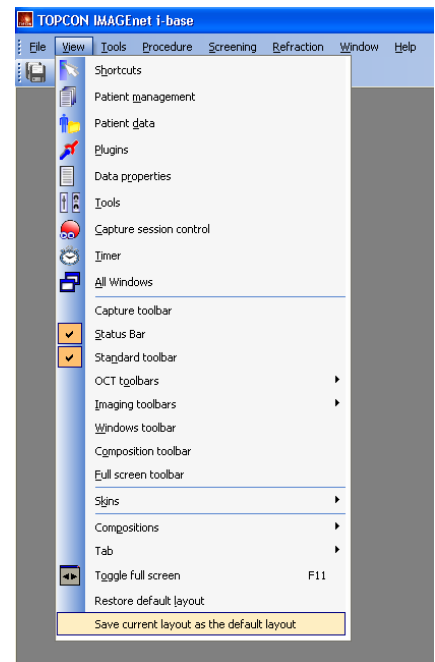 TOPCON IMAGEnet i-base
File View Tools Procedure Screening Refraction Window Help
Shortcuts
Patient management
Patient data
Plugins
Data properties
Tools
Capture session control
Timer
All Windows
Capture toolbar
Status Bar
Standard toolbar
OCT toolbars
Imaging toolbars
Windows toolbar
Composition toolbar
Full screen toolbar
Skins
Compositions
Tab
Toggle full screen F11
Restore default layout
Save current layout as the default layout